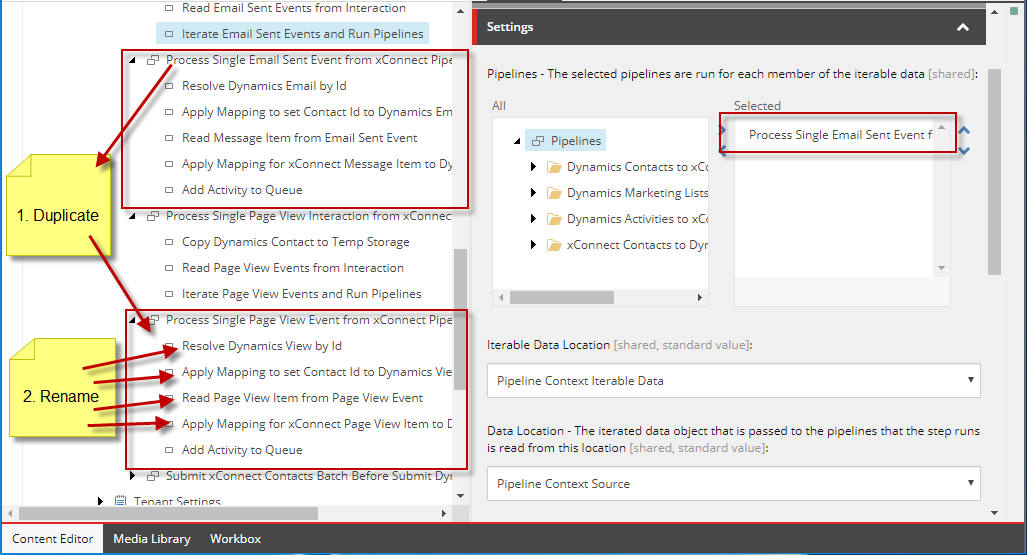 Read Email Sent Events from Interaction
Iterate Email Sent Events and Run Pipelines
Process Single Email Sent Event from xConnect Pipe
Resolve Dynamics Email by Id
Apply Mapping to set Contact Id to Dynamics Em
Read Message Item from Email Sent Event
Apply Mapping for xConnect Message Item to Dy
Add Activity to Queue
Process Single Page View Interaction from xConnec
Copy Dynamics Contact to Temp Storage
Read Page View Events from Interaction
Iterate Page View Events and Run Pipelines
Process Single Page View Event from xConnect Pipe
Resolve Dynamics View by Id
Apply Mapping to set Contact Id to Dynamics Vie
Read Page View Item from Page View Event
Apply Mapping for xConnect Page View Item to D
Add Activity to Queue
Submit xConnect Contacts Batch Before Submit Dyn
Tenant Settings
1. Duplicate
2. Rename
Settings
Pipelines - The selected pipelines are run for each member of the iterable data [shared]:
All
Selected
Pipelines
Dynamics Contacts to xCo
Dynamics Marketing Lists
Dynamics Activities to xCo
xConnect Contacts to Dyr
Process Single Email Sent Event f
Iterable Data Location [shared, standard value]:
Pipeline Context Iterable Data
Data Location - The iterated data object that is passed to the pipelines that the step runs
is read from this location [shared, standard value]:
Pipeline Context Source
Content Editor
Media Library
Workbox